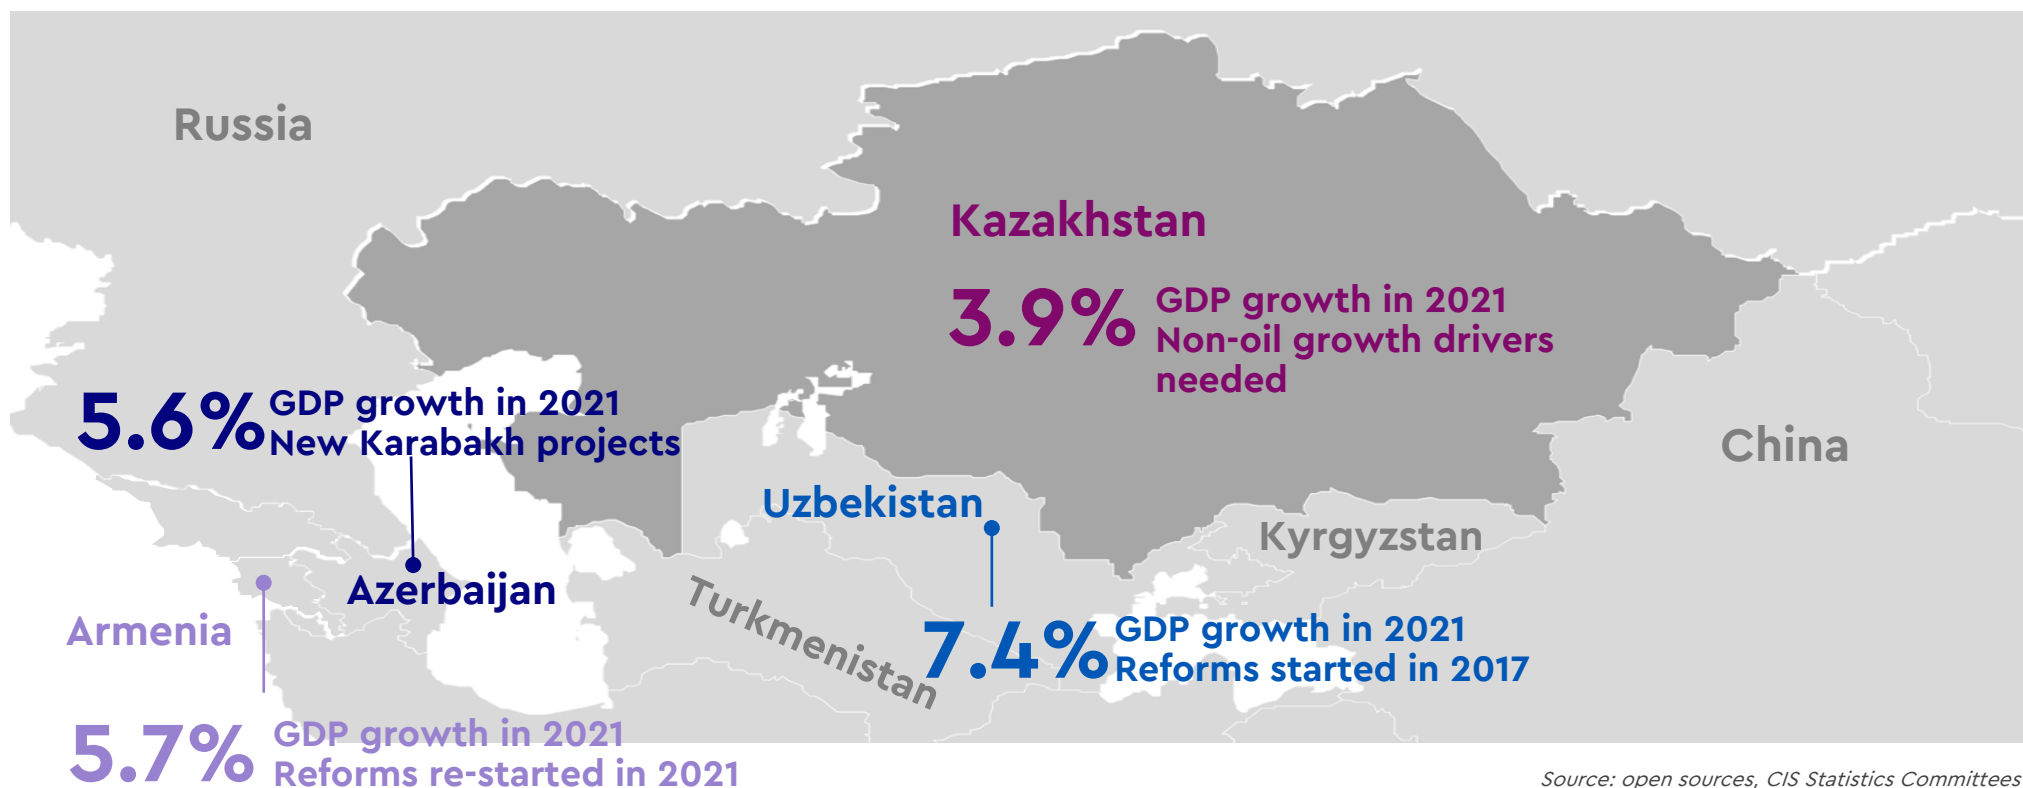 Russia
Kazakhstan
3.9%
GDP growth in 2021
Non-oil growth drivers
needed
5.6%
GDP growth in 2021
New Karabakh projects
China
Uzbekistan
Kyrgyzstan
Azerbaijan
Turkmenistan
Armenia
7.4%
GDP growth in 2021
Reforms started in 2017
5.7%
GDP growth in 2021
Reforms re-started in 2021
Source: open sources, CIS Statistics Committees